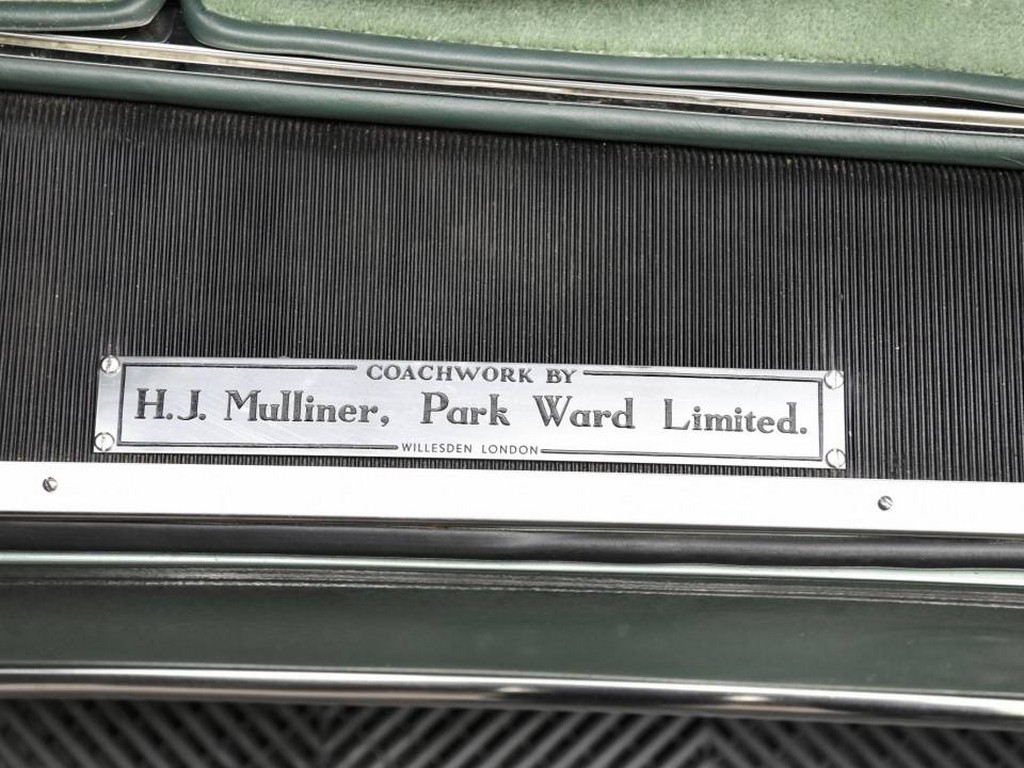 COACHWORK BY
H.J. Mulliner, Park Ward Limited.
WILLESDEN LONDON